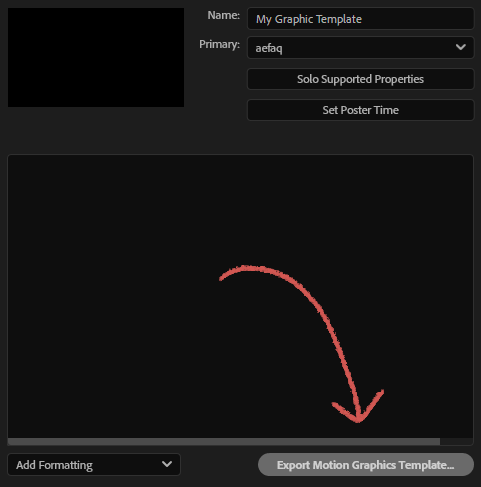 Name:
My Graphic Template
Primary:
aefaq
Solo Supported Properties
Set Poster Time
Add Formatting
Export Motion Graphics Template...